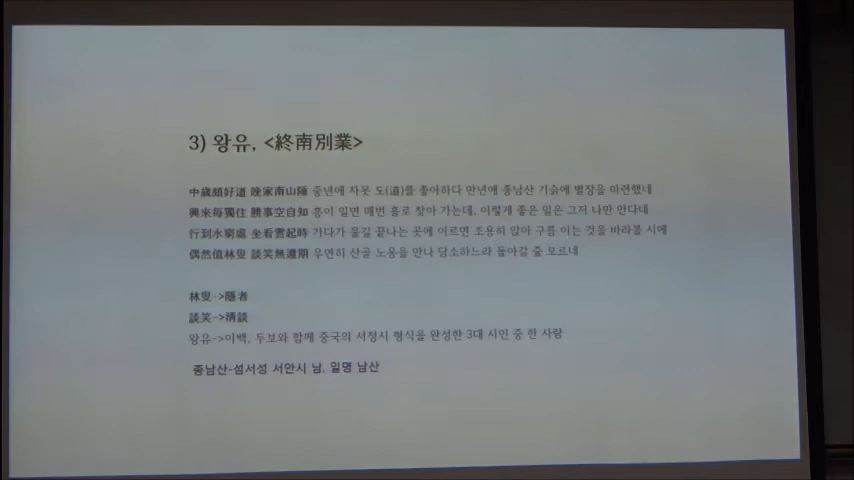 3) 왕유, <終南別業>
中歲頗好道 晩家南山陲 중년에 자못 도(道)를 좋아하다 만년에 종남산 기슭에 별장을 마련했네
興來每獨往 勝事空自知 흥이 일면 매번 홀로 찾아 가는데, 이렇게 좋은 일은 그저 나만 안다네
行到水窮處 坐看雲起時 가다가 물길 끝나는 곳에 이르면 조용히 앉아 구름 이는 것을 바라볼 시에
偶然値林叟 談笑無還期 우연히 산골 노옹을 만나 담소하느라 돌아갈 줄 모르네
林叟->隱者
談笑->清談
왕유->이백, 두보와 함께 중국의 서정시 형식을 완성한 3대 시인 중 한 사람
종남산-섬서성 서안시 남, 일명 남산